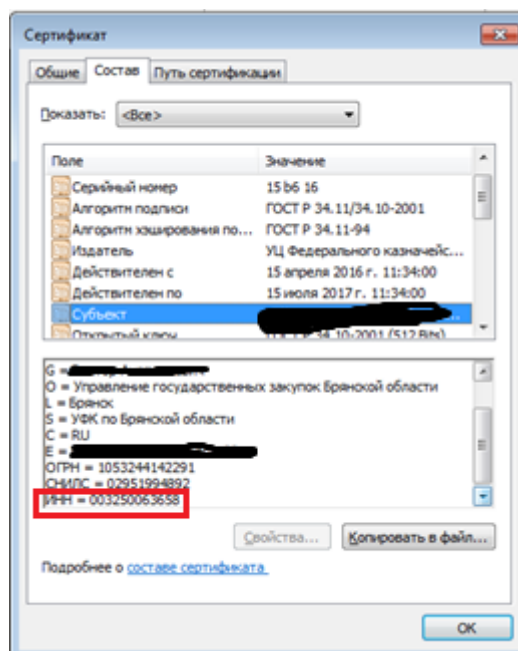 Сертификат
Общие Состав Путь сертификации
Показать: <Все>
Поле Значение
Серийный номер 15 b6 16
Алгоритм подписи ГОСТ Р 34.11/34.10-2001
Алгоритм хэширования по... ГОСТ Р 34.11-94
Издатель УЦ Федерального казначейс...
Действителен с 15 апреля 2016 г. 11:34:00
Действителен по 15 июля 2017 г. 11:34:00
Субъект
Открытый ключ ГОСТ Р 34.10-2001 (512 Bits)
G =
O = Управление государственных закупок Брянской области
L = Брянск
S = УФК по Брянской области
C = RU
E =
ОГРН = 1053244142291
СНИЛС = 02951994892
ИНН = 003250063658
Свойства... Копировать в файл...
Подробнее о составе сертификата
ОК